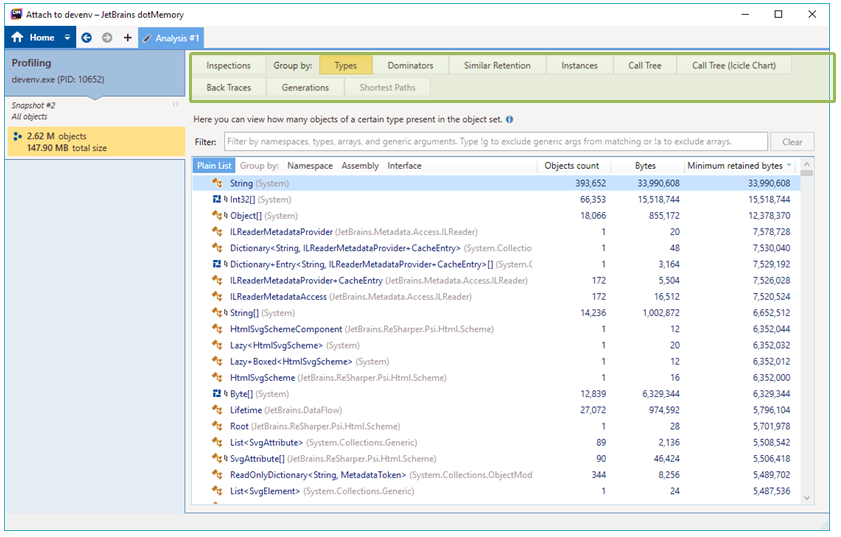 Attach to devenv – JetBrains dotMemory
Home Analysis #1
Profiling
devenv.exe (PID: 10652)
Snapshot #2
All objects
2.62 M objects
147.90 MB total size
Inspections Group by: Types Dominators Similar Retention Instances Call Tree Call Tree (Icicle Chart)
Back Traces Generations Shortest Paths
Here you can view how many objects of a certain type present in the object set.
Filter: Filter by namespaces, types, arrays, and generic arguments. Type !g to exclude generic args from matching or !a to exclude arrays. Clear
Plain List Group by: Namespace Assembly Interface Objects count Bytes Minimum retained bytes
String (System) 393,652 33,990,608 33,990,608
Int32[] (System) 66,353 15,518,744 15,518,744
Object[] (System) 18,066 855,172 12,378,370
ILReaderMetadataProvider (JetBrains.Metadata.Access.ILReader) 1 20 7,578,728
Dictionary<String, ILReaderMetadataProvider+CacheEntry> (System.Collectio 1 48 7,530,040
Dictionary+Entry<String, ILReaderMetadataProvider+CacheEntry>[] (System.C 1 3,164 7,529,192
ILReaderMetadataProvider+CacheEntry (JetBrains.Metadata.Access.ILReader) 172 5,504 7,526,028
ILReaderMetadataAccess (JetBrains.Metadata.Access.ILReader) 172 16,512 7,520,524
String[] (System) 14,236 1,002,872 6,652,512
HtmlSvgSchemeComponent (JetBrains.ReSharper.Psi.Html.Scheme) 1 12 6,352,044
Lazy<HtmlSvgScheme> (System) 1 20 6,352,032
Lazy+Boxed<HtmlSvgScheme> (System) 1 12 6,352,012
HtmlSvgScheme (JetBrains.ReSharper.Psi.Html.Scheme) 1 16 6,352,000
Byte[] (System) 12,839 6,329,344 6,329,344
Lifetime (JetBrains.DataFlow) 27,072 974,592 5,796,104
Root (JetBrains.ReSharper.Psi.Html.Scheme) 1 28 5,701,978
List<SvgAttribute> (System.Collections.Generic) 89 2,136 5,508,542
SvgAttribute[] (JetBrains.ReSharper.Psi.Html.Scheme) 90 46,424 5,506,418
ReadOnlyDictionary<String, MetadataToken> (System.Collections.ObjectMod 344 8,256 5,489,702
List<SvgElement> (System.Collections.Generic) 1 24 5,487,536